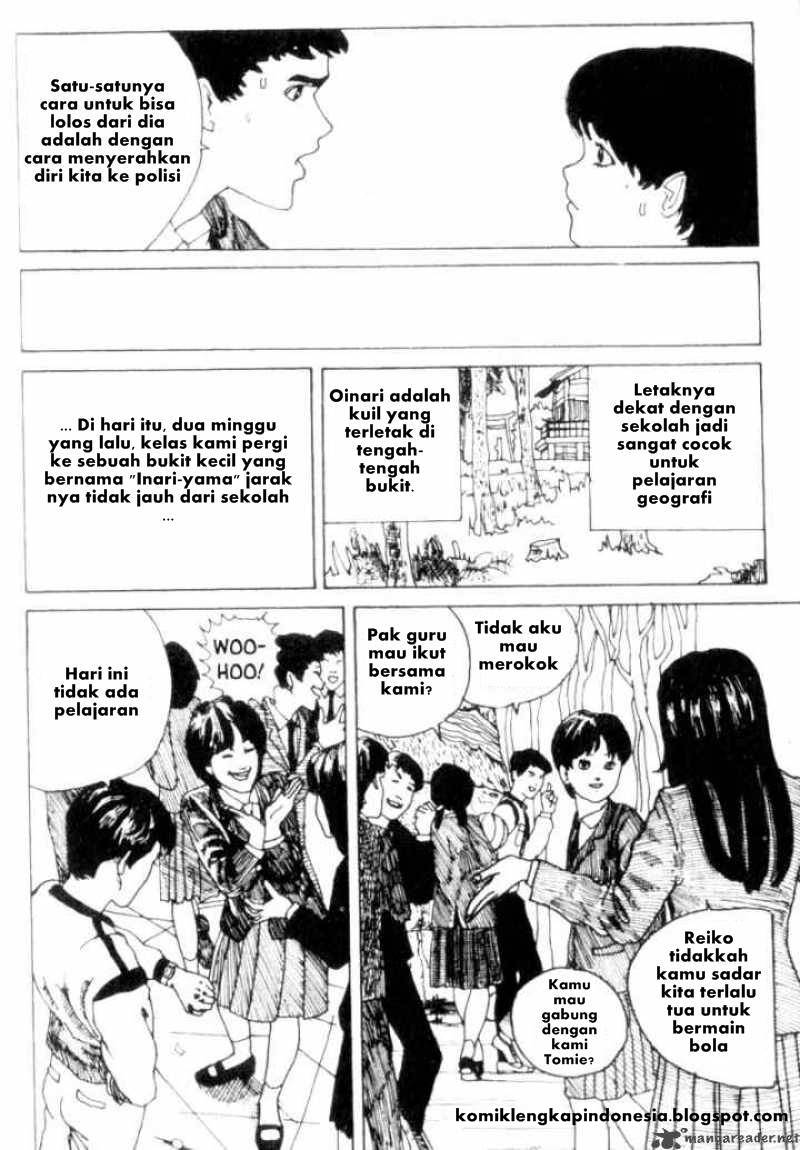 Satu-satunya
cara untuk bisa
lolos dari dia
adalah dengan
cara menyerahkan
diri kita ke polisi
... Di hari itu, dua minggu
yang lalu, kelas kami pergi
ke sebuah bukit kecil yang
bernama "Inari-yama" jarak
nya tidak jauh dari sekolah
...
Oinari adalah
kuil yang
terletak di
tengah-
tengah
bukit.
Letaknya
dekat dengan
sekolah jadi
sangat cocok
untuk
pelajaran
geografi
Hari ini
tidak ada
pelajaran
WOO-
HOO!
Pak guru
mau ikut
bersama
kami?
Tidak aku
mau
merokok
Kamu
mau
gabung
dengan
kami
Tomie?
Reiko
tidakkah
kamu sadar
kita terlalu
tua untuk
bermain
bola
komiklengkapindonesia.blogspot.com
mangareader.net